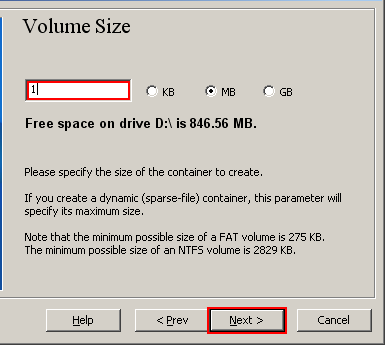 Volume Size
1
KB MB GB
Free space on drive D:\ is 846.56 MB.
Please specify the size of the container to create.
If you create a dynamic (sparse-file) container, this parameter will
specify its maximum size.
Note that the minimum possible size of a FAT volume is 275 KB.
The minimum possible size of an NTFS volume is 2829 KB.
Help < Prev Next > Cancel